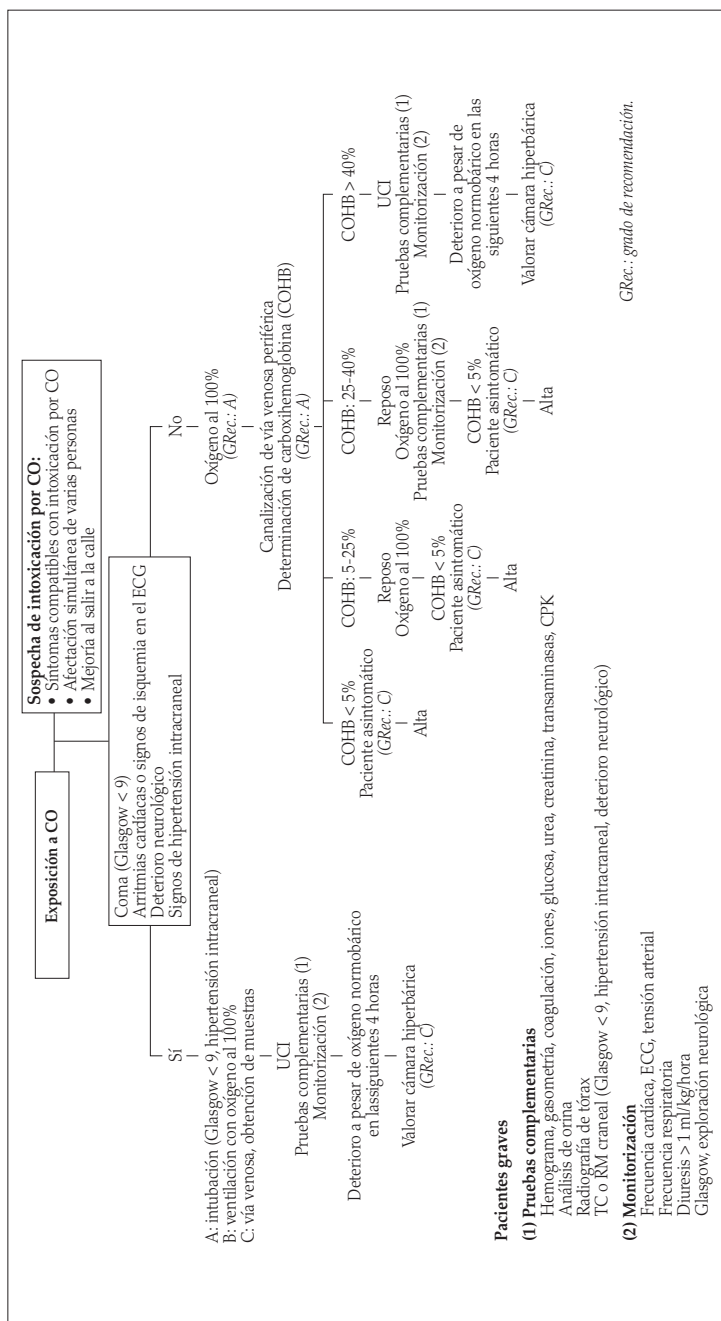 Exposición a CO
Sospecha de intoxicación por CO:
• Síntomas compatibles con intoxicación por CO
• Afectación simultánea de varias personas
• Mejoría al salir a la calle
Coma (Glasgow < 9)
Arritmias cardíacas o signos de isquemia en el ECG
Deterioro neurológico
Signos de hipertensión intracraneal
Sí
A: intubación (Glasgow < 9, hipertensión intracraneal)
B: ventilación con oxígeno al 100%
C: vía venosa, obtención de muestras
UCI
Pruebas complementarias (1)
Monitorización (2)
Deterioro a pesar de oxígeno normobárico
en lassiguientes 4 horas
Valorar cámara hiperbárica
(GRec.: C)
No
Oxígeno al 100%
(GRec.: A)
Canalización de vía venosa periférica
Determinación de carboxihemoglobina (COHB)
(GRec.: A)
COHB < 5%
Paciente asintomático
(GRec.: C)
Alta
COHB: 5-25%
Reposo
Oxígeno al 100%
COHB < 5%
Paciente asintomático
(GRec.: C)
Alta
COHB: 25-40%
Reposo
Oxígeno al 100%
Pruebas complementarias (1)
Monitorización (2)
COHB < 5%
Paciente asintomático
(GRec.: C)
Alta
COHB > 40%
UCI
Pruebas complementarias (1)
Monitorización (2)
Deterioro a pesar de
oxígeno normobárico en las
siguientes 4 horas
Valorar cámara hiperbárica
(GRec.: C)
Pacientes graves
(1) Pruebas complementarias
Hemograma, gasometría, coagulación, iones, glucosa, urea, creatinina, transaminasas, CPK
Análisis de orina
Radiografía de tórax
TC o RM craneal (Glasgow < 9, hipertensión intracraneal, deterioro neurológico)
(2) Monitorización
Frecuencia cardíaca, ECG, tensión arterial
Frecuencia respiratoria
Diuresis > 1 ml/kg/hora
Glasgow, exploración neurológica
GRec.: grado de recomendación.